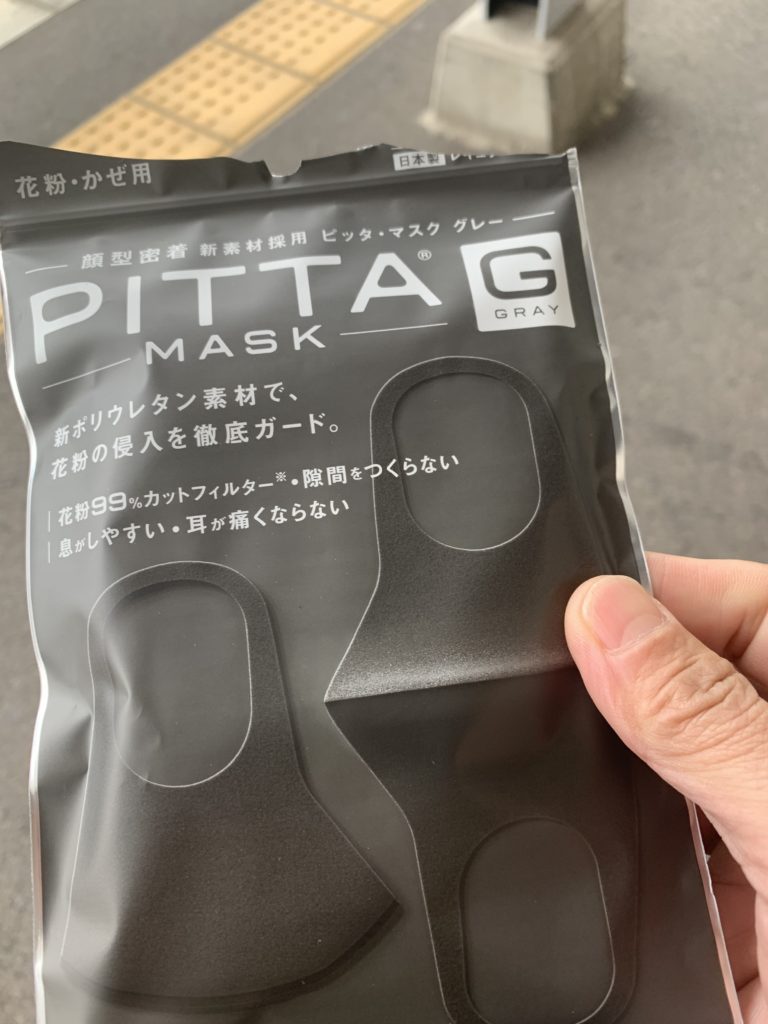 花粉・かぜ用
日本製
顔型密着 新素材採用 ピッタ・マスク グレー
PITTA® G
GRAY
MASK
新ポリウレタン素材で、
花粉の侵入を徹底ガード。
花粉99%カットフィルター※・隙間をつくらない
息がしやすい・耳が痛くならない